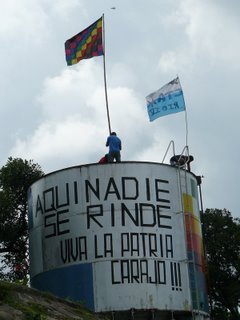 AQUI NADIE
SE RINDE
VIVA LA PATRIA
CARAJO !!!